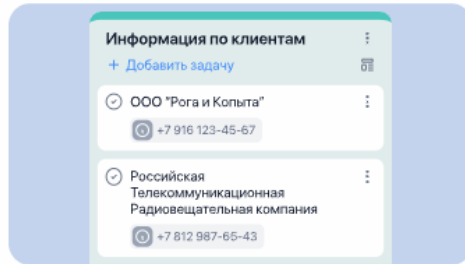 Информация по клиентам
+ Добавить задачу
ООО "Рога и Копыта"
+7 916 123-45-67
Российская
Телекоммуникационная
Радиовещательная компания
+7 812 987-65-43